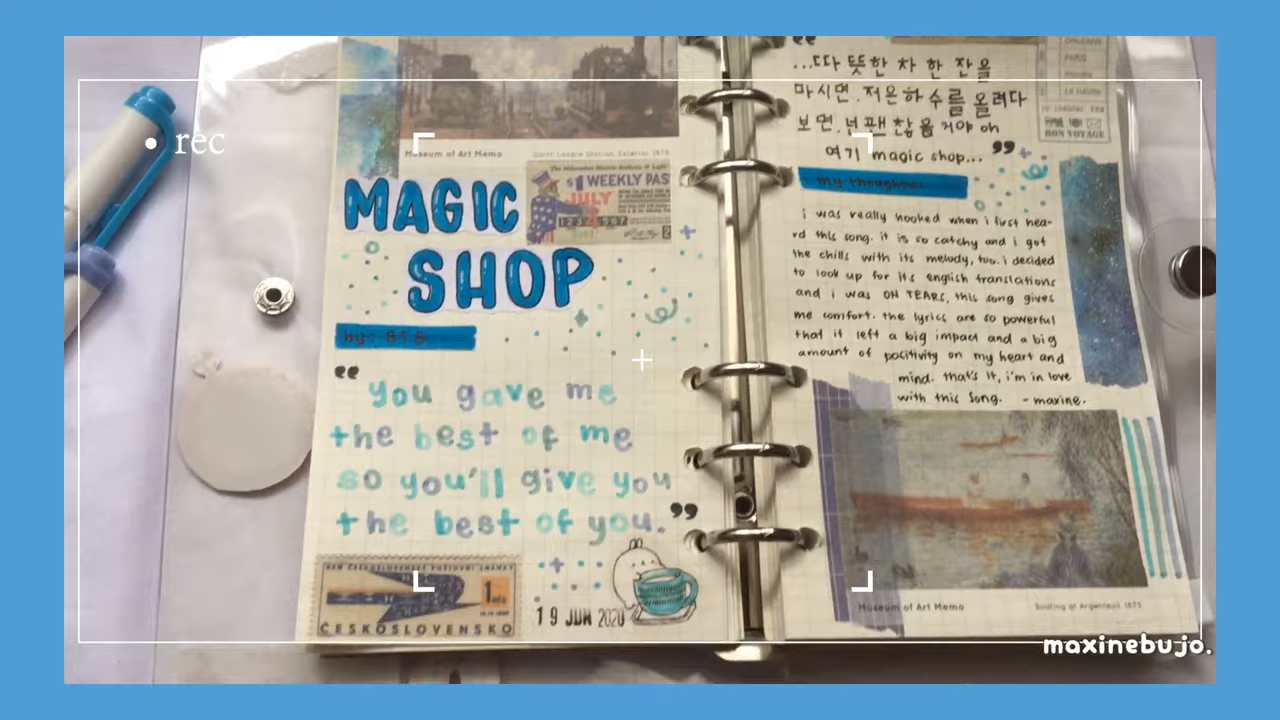 • rec
Museum of Art Memo
$1 WEEKLY PAS
JULY
MAGIC
SHOP
by: BTS
“ you gave me
the best of me
so you'll give you
the best of you. ”
1
ČESKOSLOVENSKO
19 JUN 2020
“
...따뜻한 차 한 잔을
마시면. 저은하수를 올려다
보면. 넌 괜찮을 거야 oh
여기 magic shop... ”
PARIS
LE HAVRE
BON VOYAGE
my thoughts:
i was really hooked when i first hea-
rd this song. it is so catchy and i got
the chills with its melody, too. i decided
to look up for its english translations
and i was ON TEARS, this song gives
me comfort. the lyrics are so powerful
that it left a big impact and a big
amount of positivity on my heart and
mind. that's it, i'm in love
with this song. - maxine.
Museum of Art Memo
Boating at Argenteuil, 1875
maxinebujo.